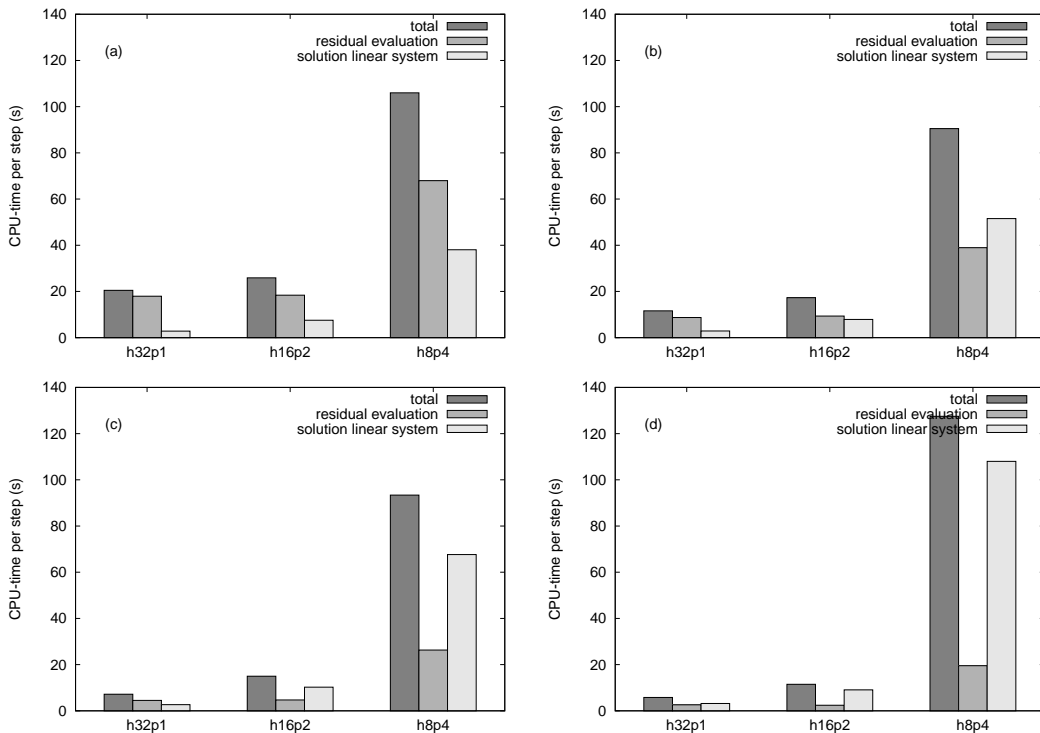 140
120
100
80
60
40
20
0
CPU-time per step (s)
(a)
total
residual evaluation
solution linear system
h32p1
h16p2
h8p4
140
120
100
80
60
40
20
0
CPU-time per step (s)
(b)
total
residual evaluation
solution linear system
h32p1
h16p2
h8p4
140
120
100
80
60
40
20
0
CPU-time per step (s)
(c)
total
residual evaluation
solution linear system
h32p1
h16p2
h8p4
140
120
100
80
60
40
20
0
CPU-time per step (s)
(d)
total
residual evaluation
solution linear system
h32p1
h16p2
h8p4